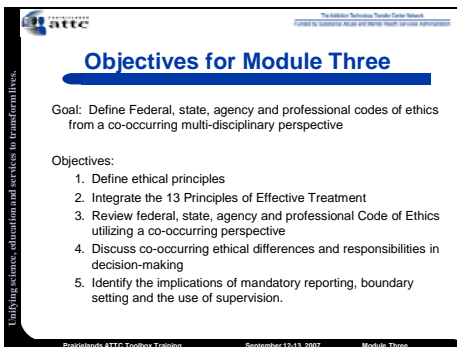 PRAIRIELANDS
attc
The Addiction Technology Transfer Center Network
Funded by Substance Abuse and Mental Health Services Administration
Objectives for Module Three
Unifying science, education and services to transform lives.
Goal: Define Federal, state, agency and professional codes of ethics
from a co-occurring multi-disciplinary perspective
Objectives:
1. Define ethical principles
2. Integrate the 13 Principles of Effective Treatment
3. Review federal, state, agency and professional Code of Ethics
utilizing a co-occurring perspective
4. Discuss co-occurring ethical differences and responsibilities in
decision-making
5. Identify the implications of mandatory reporting, boundary
setting and the use of supervision.
Prairielands ATTC Toolbox Training September 12-13, 2007 Module Three